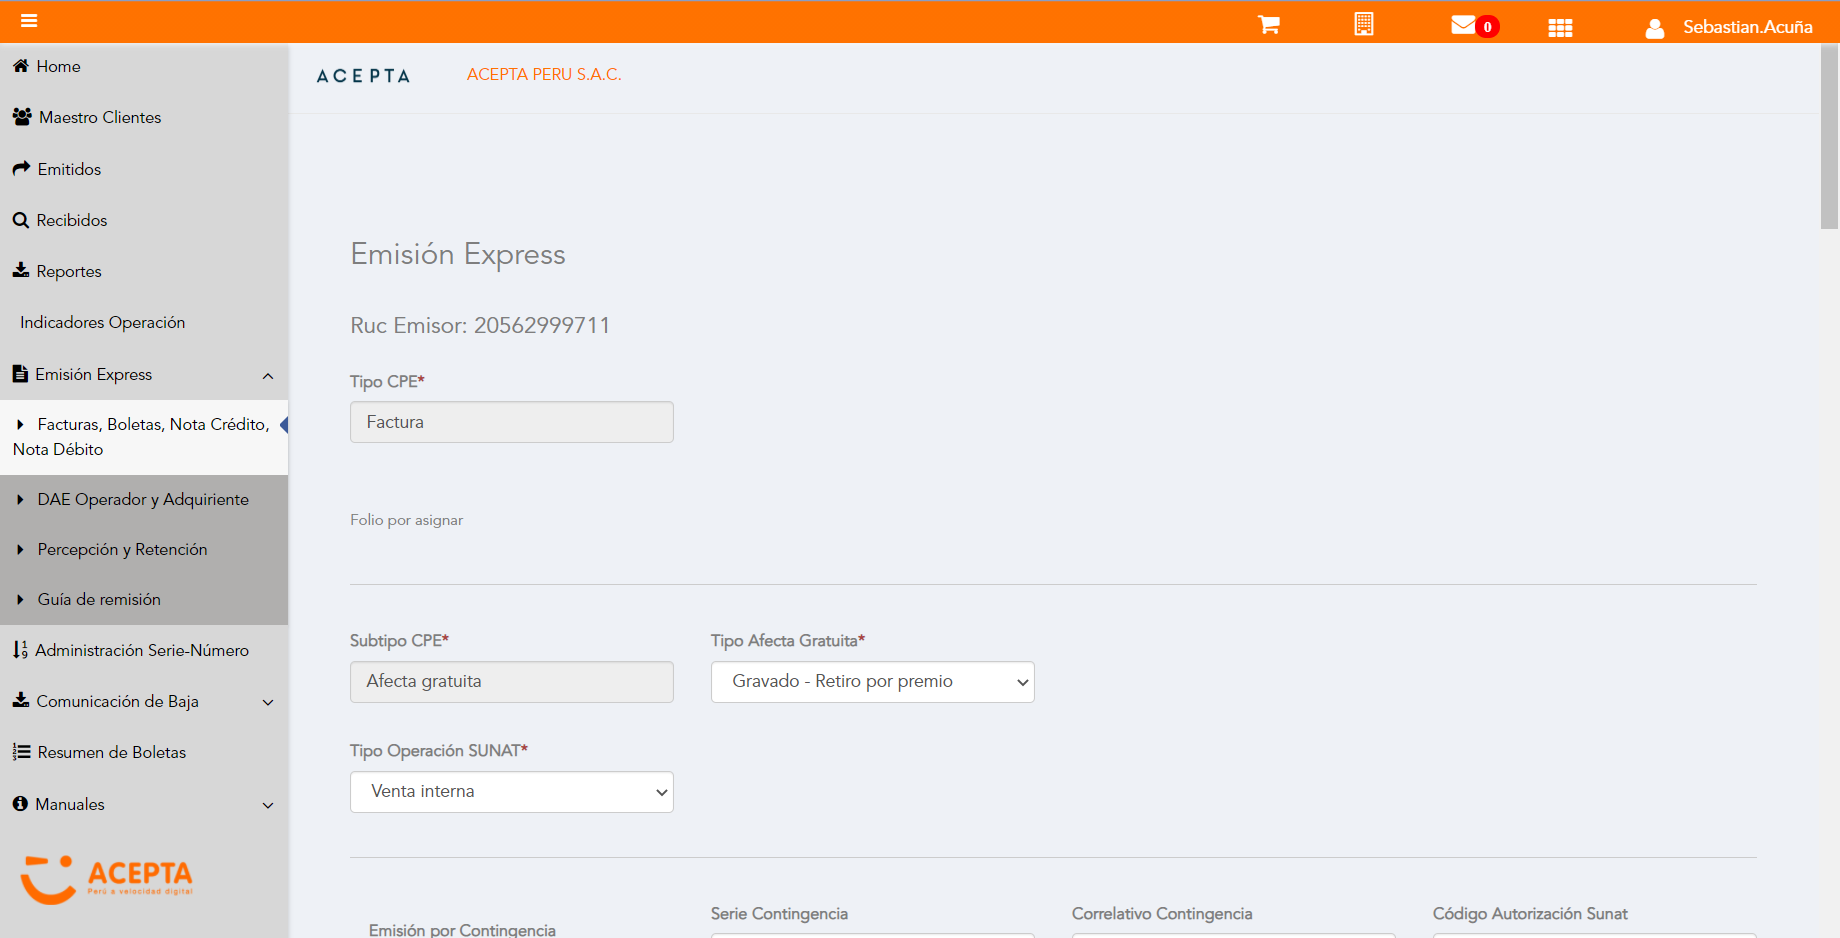 0
Sebastian.Acuña
Home
Maestro Clientes
Emitidos
Recibidos
Reportes
Indicadores Operación
Emisión Express
Facturas, Boletas, Nota Crédito,
Nota Débito
DAE Operador y Adquiriente
Percepción y Retención
Guía de remisión
Administración Serie-Número
Comunicación de Baja
Resumen de Boletas
Manuales
ACEPTA
Perú a velocidad digital
ACEPTA
ACEPTA PERU S.A.C.
Emisión Express
Ruc Emisor: 20562999711
Tipo CPE*
Factura
Folio por asignar
Subtipo CPE*
Tipo Afecta Gratuita*
Afecta gratuita
Gravado - Retiro por premio
Tipo Operación SUNAT*
Venta interna
Emisión por Contingencia
Serie Contingencia
Correlativo Contingencia
Código Autorización Sunat